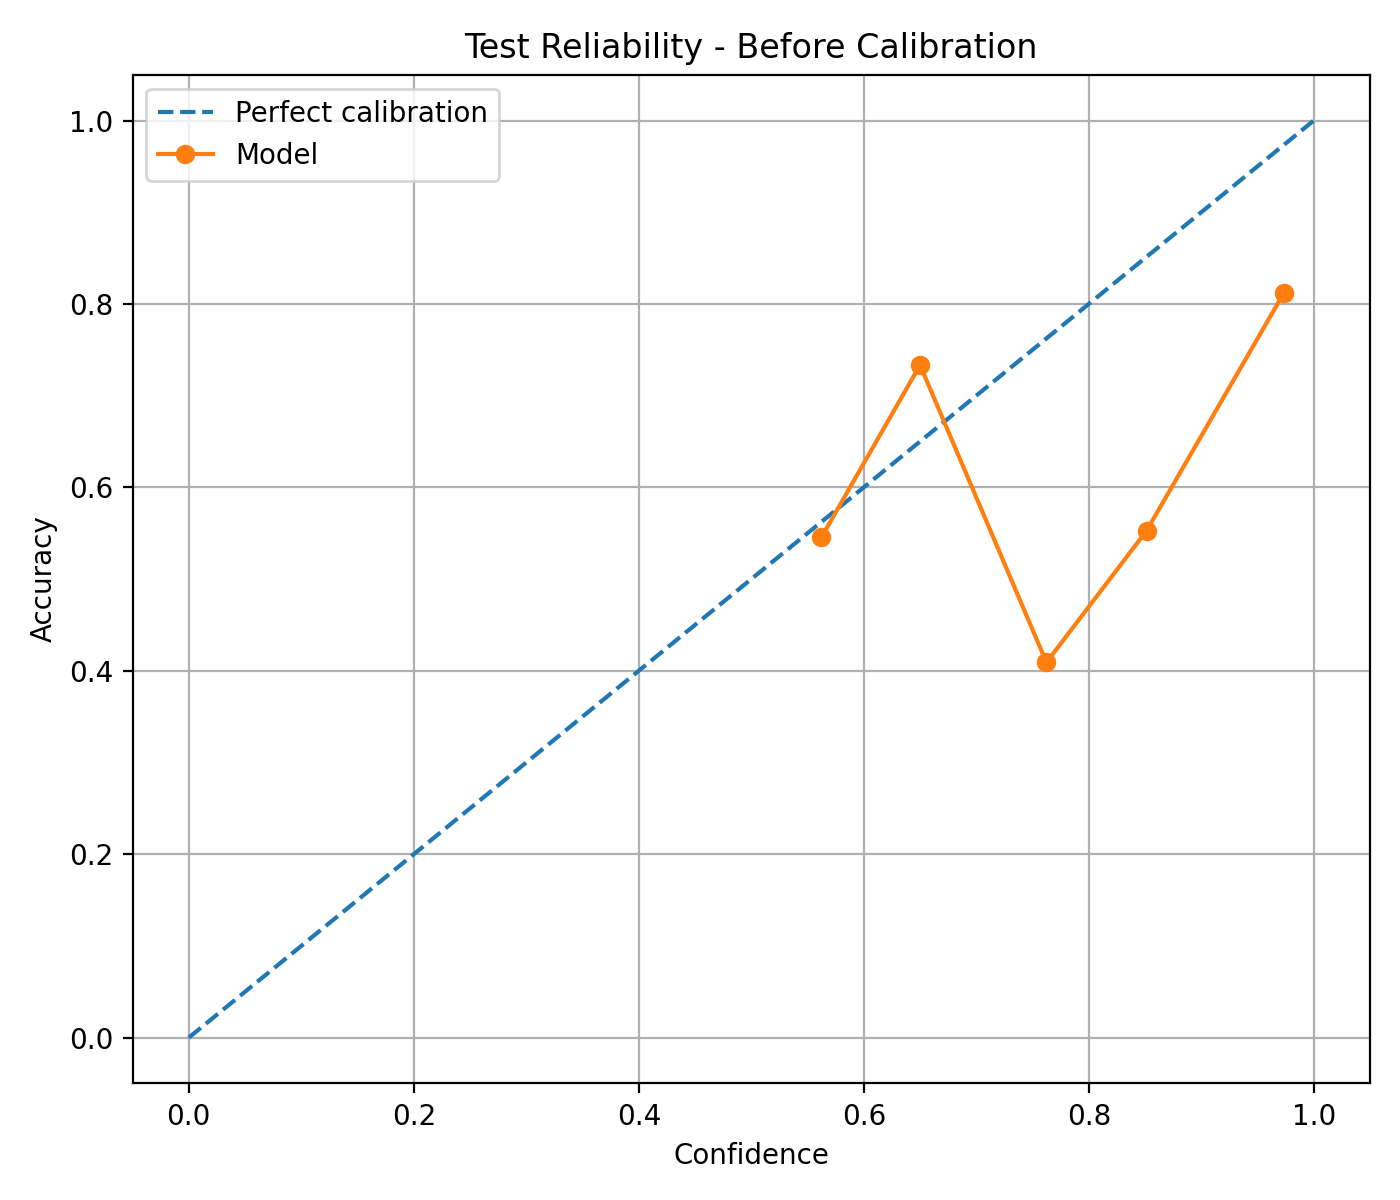 Test Reliability - Before Calibration
Perfect calibration
Model
1.0
0.8
0.6
0.4
0.2
0.0
Accuracy
0.0 0.2 0.4 0.6 0.8 1.0
Confidence